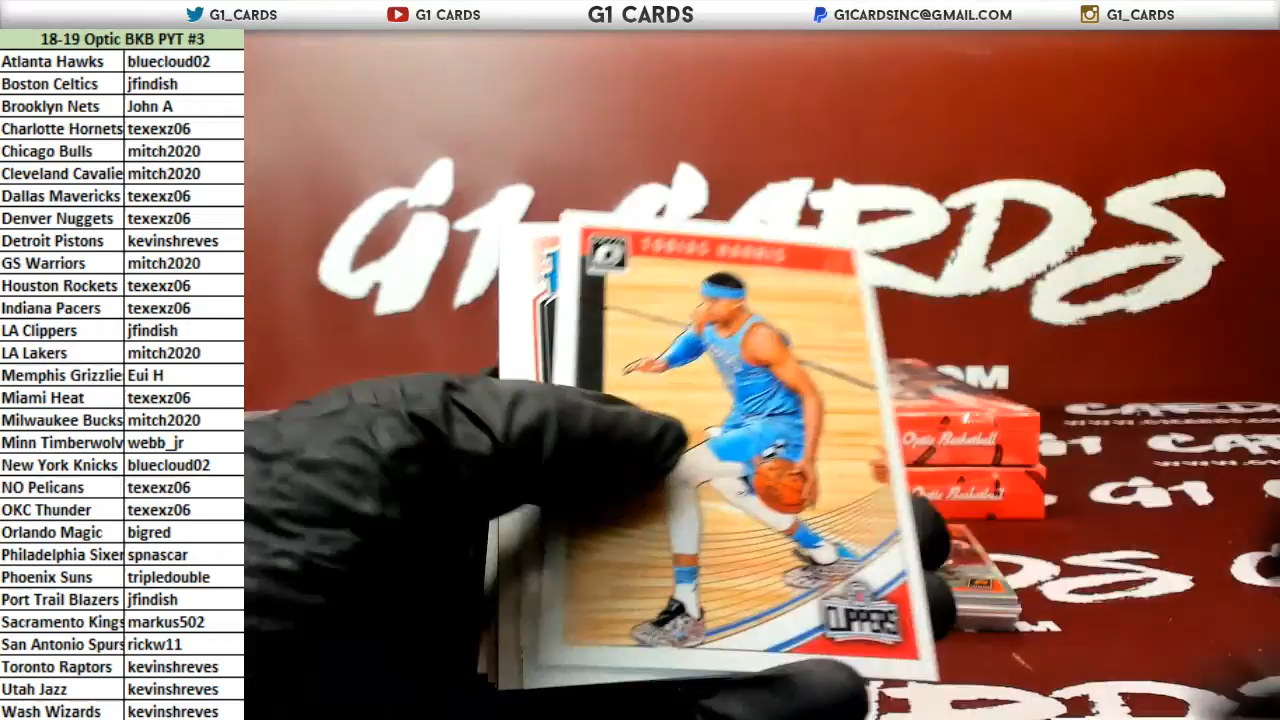 G1_CARDS
G1 CARDS
G1 CARDS
G1CARDSINC@GMAIL.COM
G1_CARDS
18-19 Optic BKB PYT #3
Atlanta Hawks bluecloud02
Boston Celtics jfindish
Brooklyn Nets John A
Charlotte Hornets texexz06
Chicago Bulls mitch2020
Cleveland Cavalie mitch2020
Dallas Mavericks texexz06
Denver Nuggets texexz06
Detroit Pistons kevinshreves
GS Warriors mitch2020
Houston Rockets texexz06
Indiana Pacers texexz06
LA Clippers jfindish
LA Lakers mitch2020
Memphis Grizzlie Eui H
Miami Heat texexz06
Milwaukee Bucks mitch2020
Minn Timberwolv webb_jr
New York Knicks bluecloud02
NO Pelicans texexz06
OKC Thunder texexz06
Orlando Magic bigred
Philadelphia Sixer spnascar
Phoenix Suns tripledouble
Port Trail Blazers jfindish
Sacramento Kings markus502
San Antonio Spurs rickw11
Toronto Raptors kevinshreves
Utah Jazz kevinshreves
Wash Wizards kevinshreves
G1 CARDS
TOBIAS HARRIS
CLIPPERS
Optic Basketball
Optic Basketball